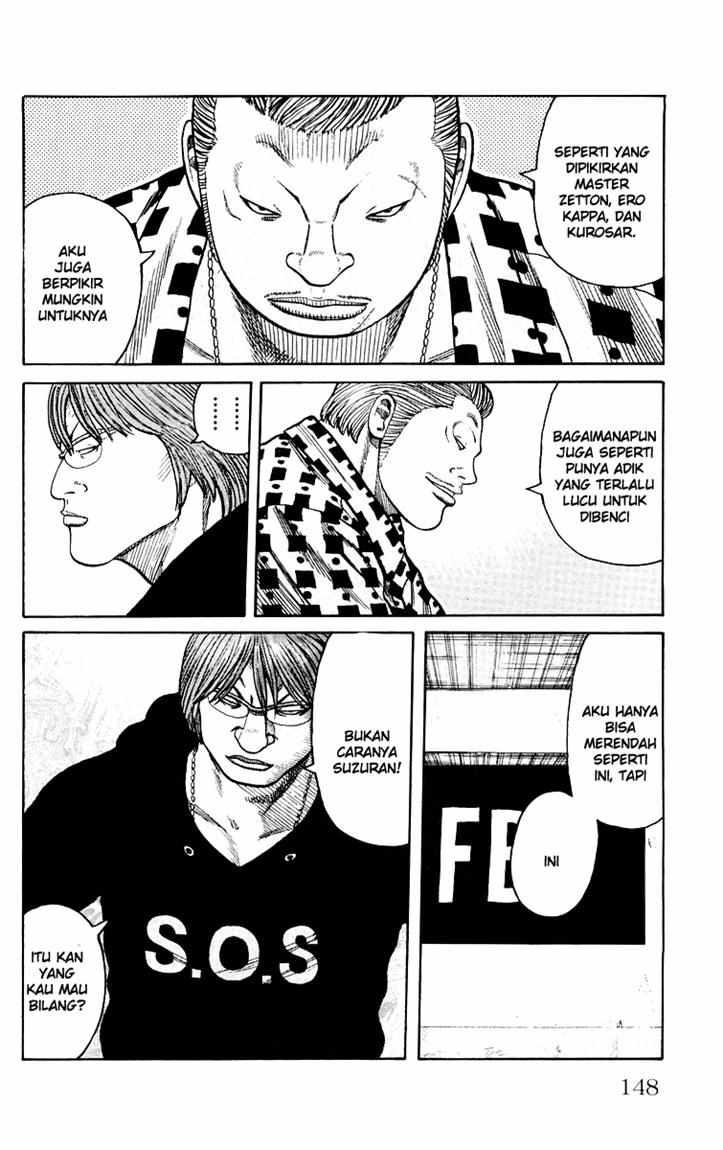 SEPERTI YANG
DIPIKIRKAN
MASTER
ZETTON, ERO
KAPPA, DAN
KUROSAR.
AKU
JUGA
BERPIKIR
MUNGKIN
UNTUKNYA
BAGAIMANAPUN
JUGA SEPERTI
PUNYA ADIK
YANG TERLALU
LUCU UNTUK
DIBENCI
......
AKU HANYA
BISA
MERENDAH
SEPERTI
INI, TAPI
INI
FE
BUKAN
CARANYA
SUZURAN!
S.O.S
ITU KAN
YANG
KAU MAU
BILANG?
148